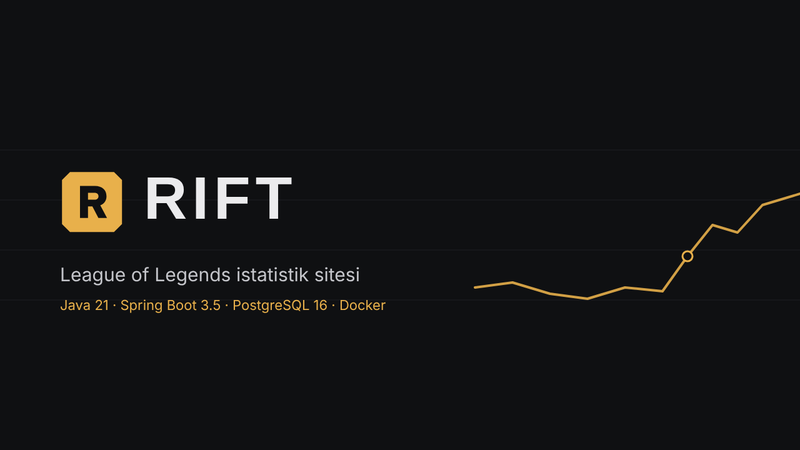 R RIFT
League of Legends istatistik sitesi
Java 21 · Spring Boot 3.5 · PostgreSQL 16 · Docker